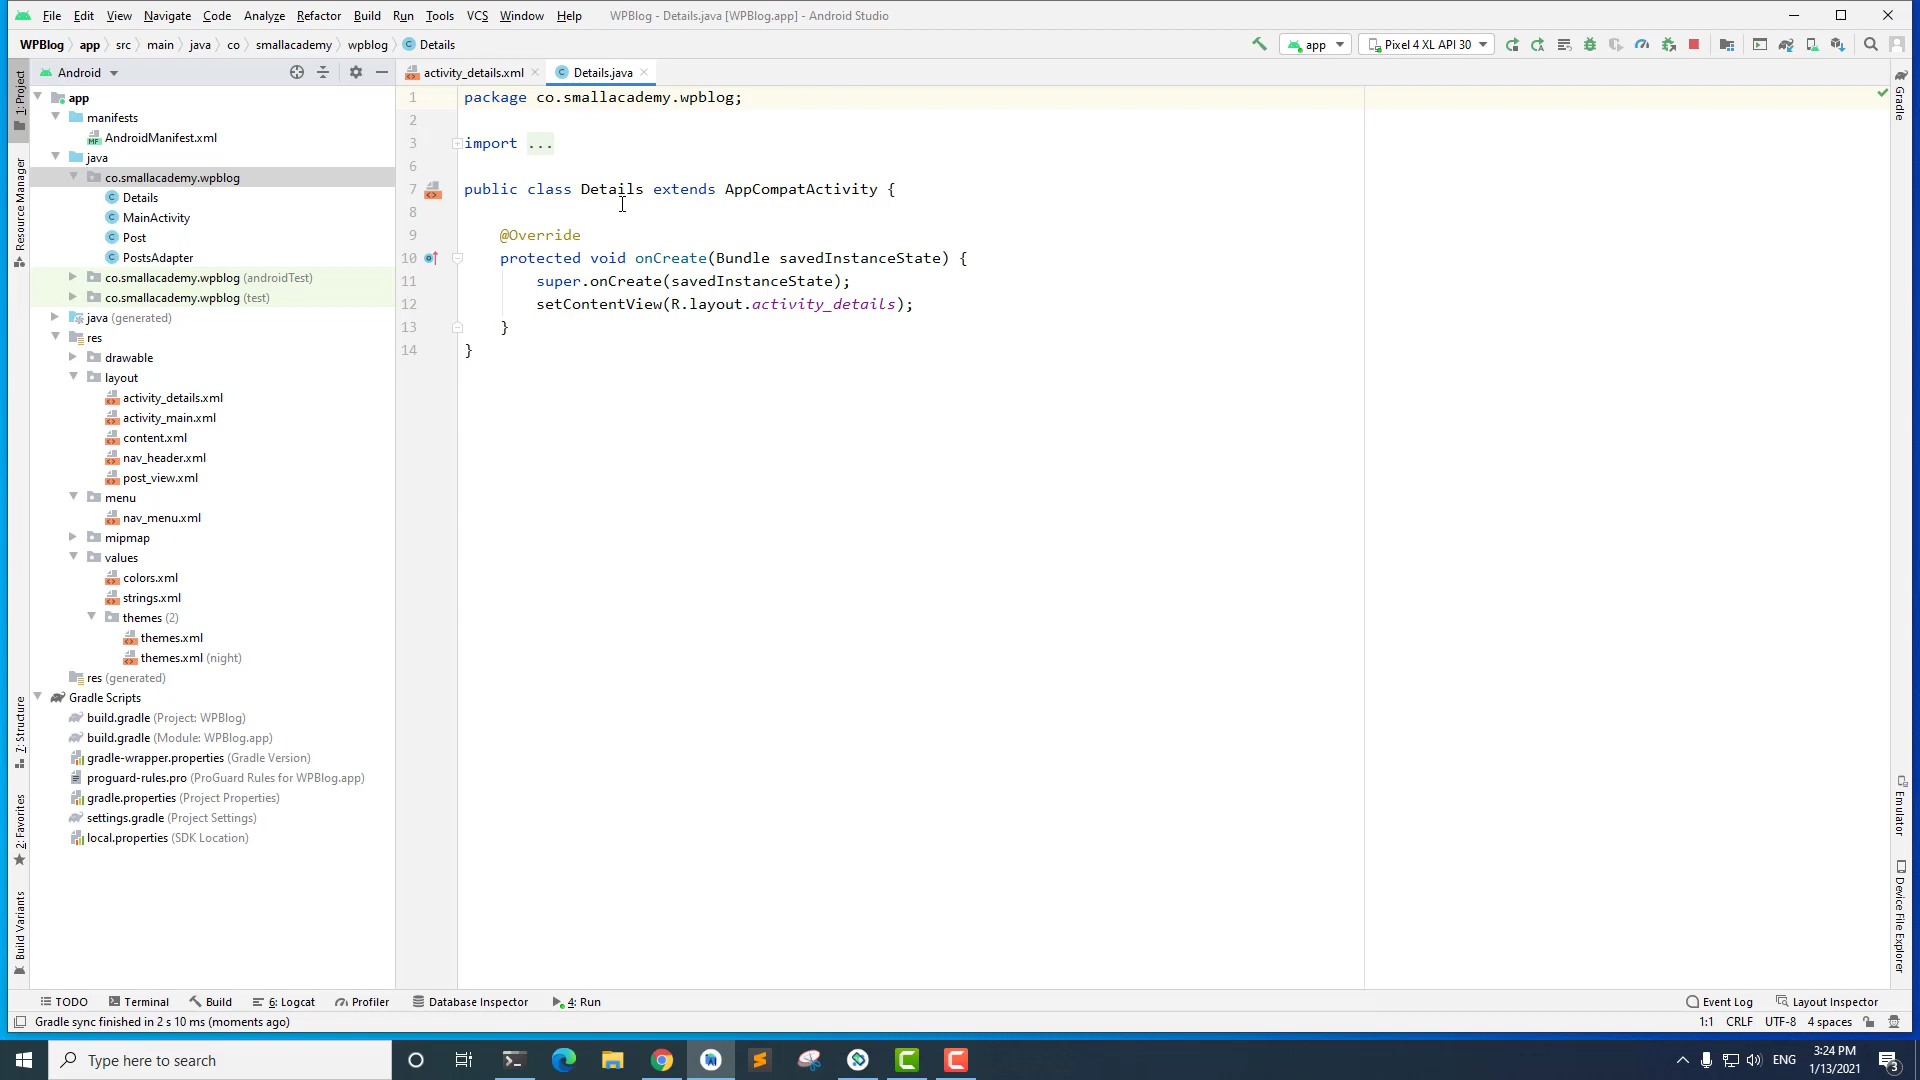 File Edit View Navigate Code Analyze Refactor Build Run Tools VCS Window Help WPBlog - Details.java [WPBlog.app] - Android Studio
WPBlog app src main java co smallacademy wpblog Details app Pixel 4 XL API 30
Android activity_details.xml Details.java
1: Project
Resource Manager
7: Structure
2: Favorites
Build Variants
app
manifests
AndroidManifest.xml
java
co.smallacademy.wpblog
Details
MainActivity
Post
PostsAdapter
co.smallacademy.wpblog (androidTest)
co.smallacademy.wpblog (test)
java (generated)
res
drawable
layout
activity_details.xml
activity_main.xml
content.xml
nav_header.xml
post_view.xml
menu
nav_menu.xml
mipmap
values
colors.xml
strings.xml
themes (2)
themes.xml
themes.xml (night)
res (generated)
Gradle Scripts
build.gradle (Project: WPBlog)
build.gradle (Module: WPBlog.app)
gradle-wrapper.properties (Gradle Version)
proguard-rules.pro (ProGuard Rules for WPBlog.app)
gradle.properties (Project Properties)
settings.gradle (Project Settings)
local.properties (SDK Location)
1 package co.smallacademy.wpblog;
2
3 import ...
6
7 public class Details extends AppCompatActivity {
8
9 @Override
10 protected void onCreate(Bundle savedInstanceState) {
11 super.onCreate(savedInstanceState);
12 setContentView(R.layout.activity_details);
13 }
14 }
Gradle
Emulator
Device File Explorer
TODO Terminal Build 6: Logcat Profiler Database Inspector 4: Run Event Log Layout Inspector
Gradle sync finished in 2 s 10 ms (moments ago) 1:1 CRLF UTF-8 4 spaces
Type here to search ENG 3:24 PM
1/13/2021 3